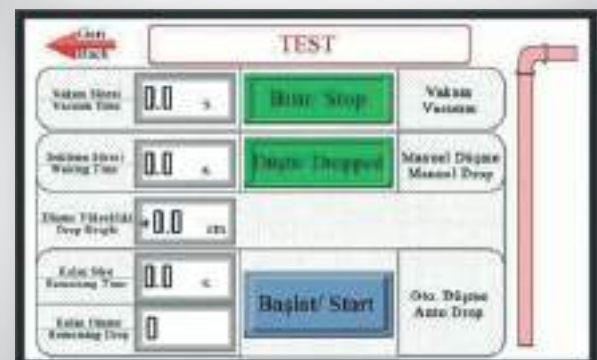 Geri
Back
TEST
Vakum Süresi
Vacuum Time
0.0 s
Stop
Vakum
Vacuum
Bekleme Süresi
Waiting Time
0.0 s
Düştü Dropped
Manuel Düşme
Manuel Drop
Düşme Yüksekliği
Drop Height
+0.0 cm
Kalan Süre
Remaining Time
0.0 s
Başlat/ Start
Oto. Düşme
Auto Drop
Kalan Düşme
Remaining Drop
0